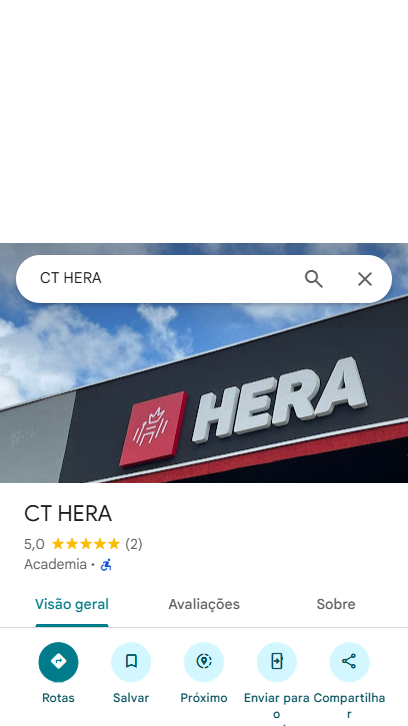 CT HERA
HERA
CT HERA
5,0 (2)
Academia •
Visão geral Avaliações Sobre
Rotas Salvar Próximo Enviar para o Compartilhar